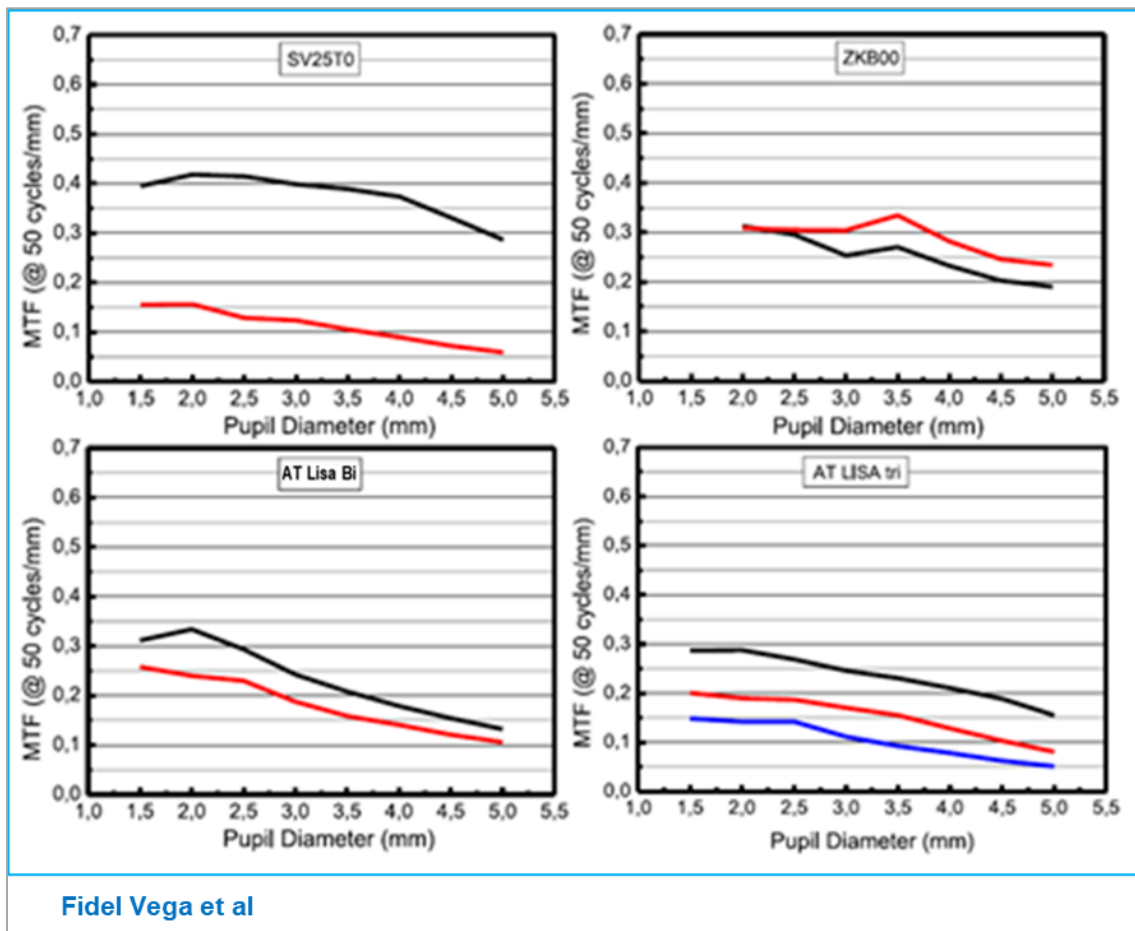 SV25T0
0,7
0,6
0,5
0,4
0,3
0,2
0,1
0,0
MTF (@ 50 cycles/mm)
1,0 1,5 2,0 2,5 3,0 3,5 4,0 4,5 5,0 5,5
Pupil Diameter (mm)
ZKB00
0,7
0,6
0,5
0,4
0,3
0,2
0,1
0,0
MTF (@ 50 cycles/mm)
1,0 1,5 2,0 2,5 3,0 3,5 4,0 4,5 5,0 5,5
Pupil Diameter (mm)
AT Lisa Bi
0,7
0,6
0,5
0,4
0,3
0,2
0,1
0,0
MTF (@ 50 cycles/mm)
1,0 1,5 2,0 2,5 3,0 3,5 4,0 4,5 5,0 5,5
Pupil Diameter (mm)
AT LISA tri
0,7
0,6
0,5
0,4
0,3
0,2
0,1
0,0
MTF (@ 50 cycles/mm)
1,0 1,5 2,0 2,5 3,0 3,5 4,0 4,5 5,0 5,5
Pupil Diameter (mm)
Fidel Vega et al